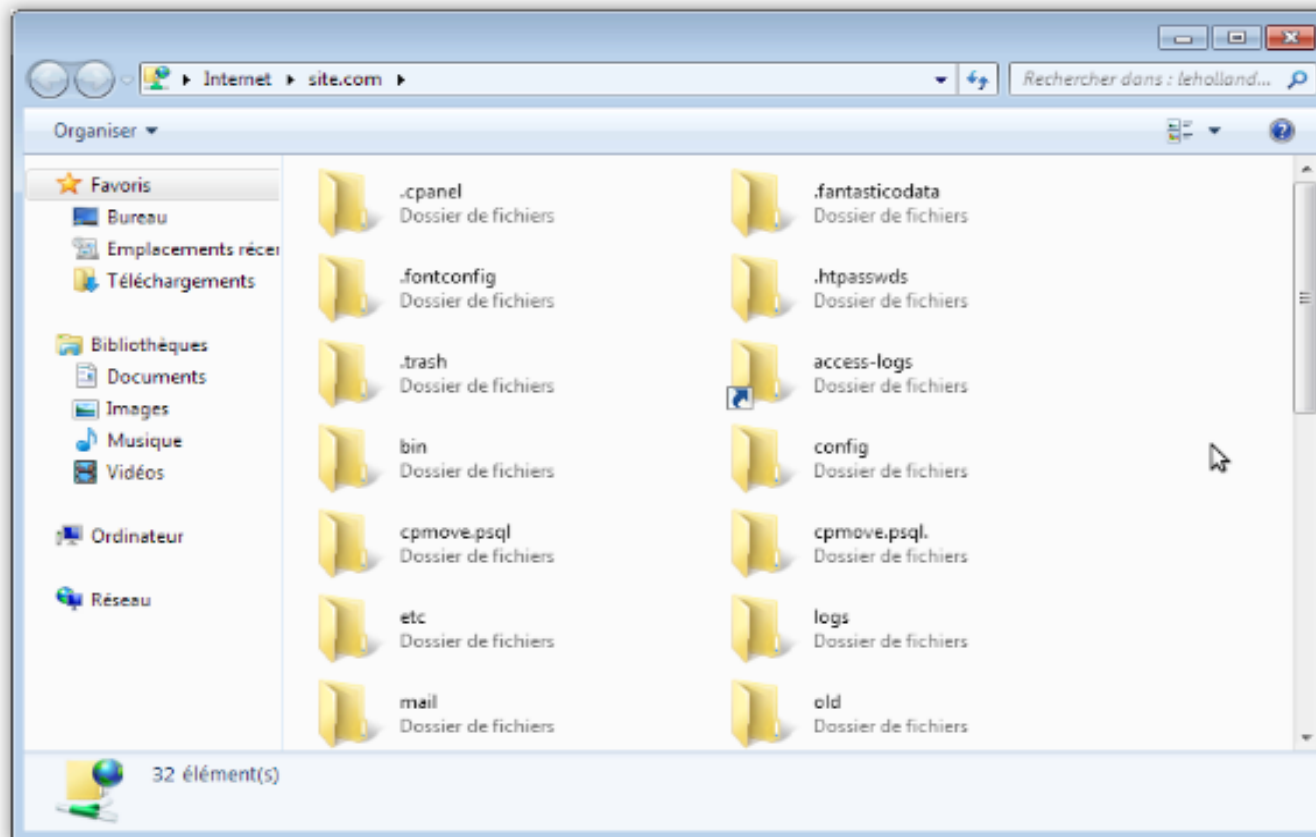 Internet site.com
Rechercher dans : leholland...
Organiser
Favoris
Bureau
Emplacements récer
Téléchargements
Bibliothèques
Documents
Images
Musique
Vidéos
Ordinateur
Réseau
.cpanel
Dossier de fichiers
.fantasticodata
Dossier de fichiers
.fontconfig
Dossier de fichiers
.htpasswds
Dossier de fichiers
.trash
Dossier de fichiers
access-logs
Dossier de fichiers
bin
Dossier de fichiers
config
Dossier de fichiers
cpmove.psql
Dossier de fichiers
cpmove.psql.
Dossier de fichiers
etc
Dossier de fichiers
logs
Dossier de fichiers
mail
Dossier de fichiers
old
Dossier de fichiers
32 élément(s)